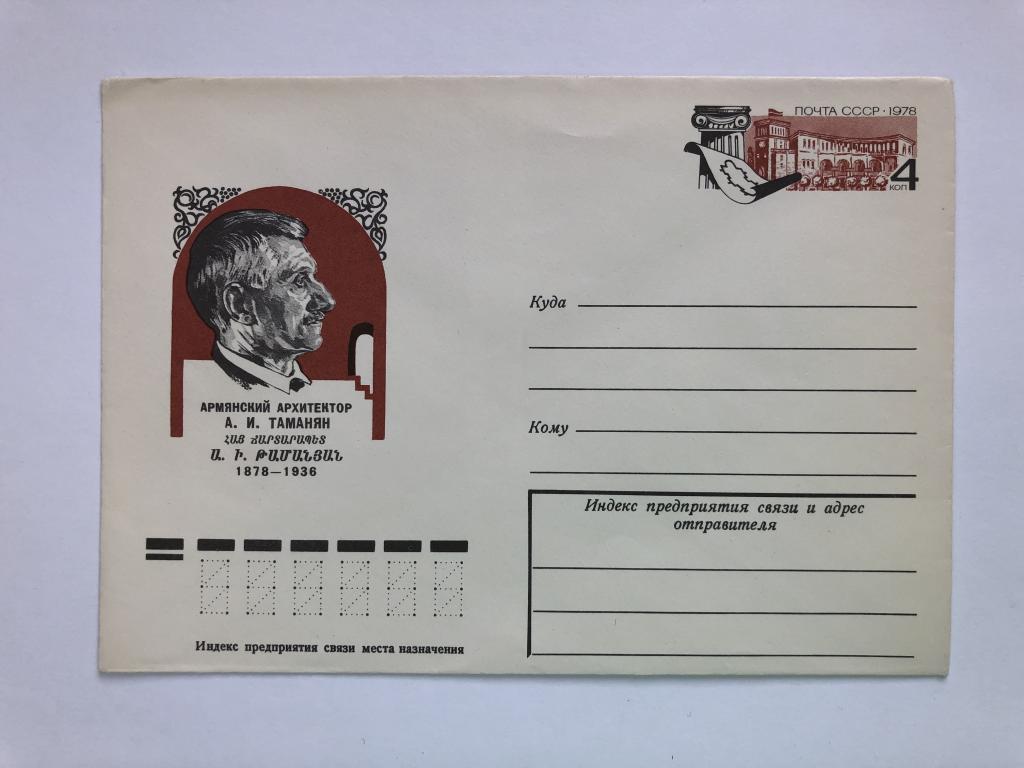 ПОЧТА СССР · 1978
4
КОП
АРМЯНСКИЙ АРХИТЕКТОР
А. И. ТАМАНЯН
ՀԱՅ ՃԱՐՏԱՐԱՊԵՏ
Ա. Ի. ԹԱՄԱՆՅԱՆ
1878—1936
Куда
Кому
Индекс предприятия связи и адрес
отправителя
Индекс предприятия связи места назначения